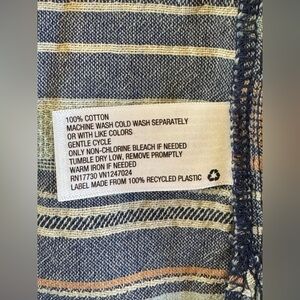 100% COTTON
MACHINE WASH COLD WASH SEPARATELY
OR WITH LIKE COLORS
GENTLE CYCLE
ONLY NON-CHLORINE BLEACH IF NEEDED
TUMBLE DRY LOW, REMOVE PROMPTLY
WARM IRON IF NEEDED
RN17730 VN1247024
LABEL MADE FROM 100% RECYCLED PLASTIC